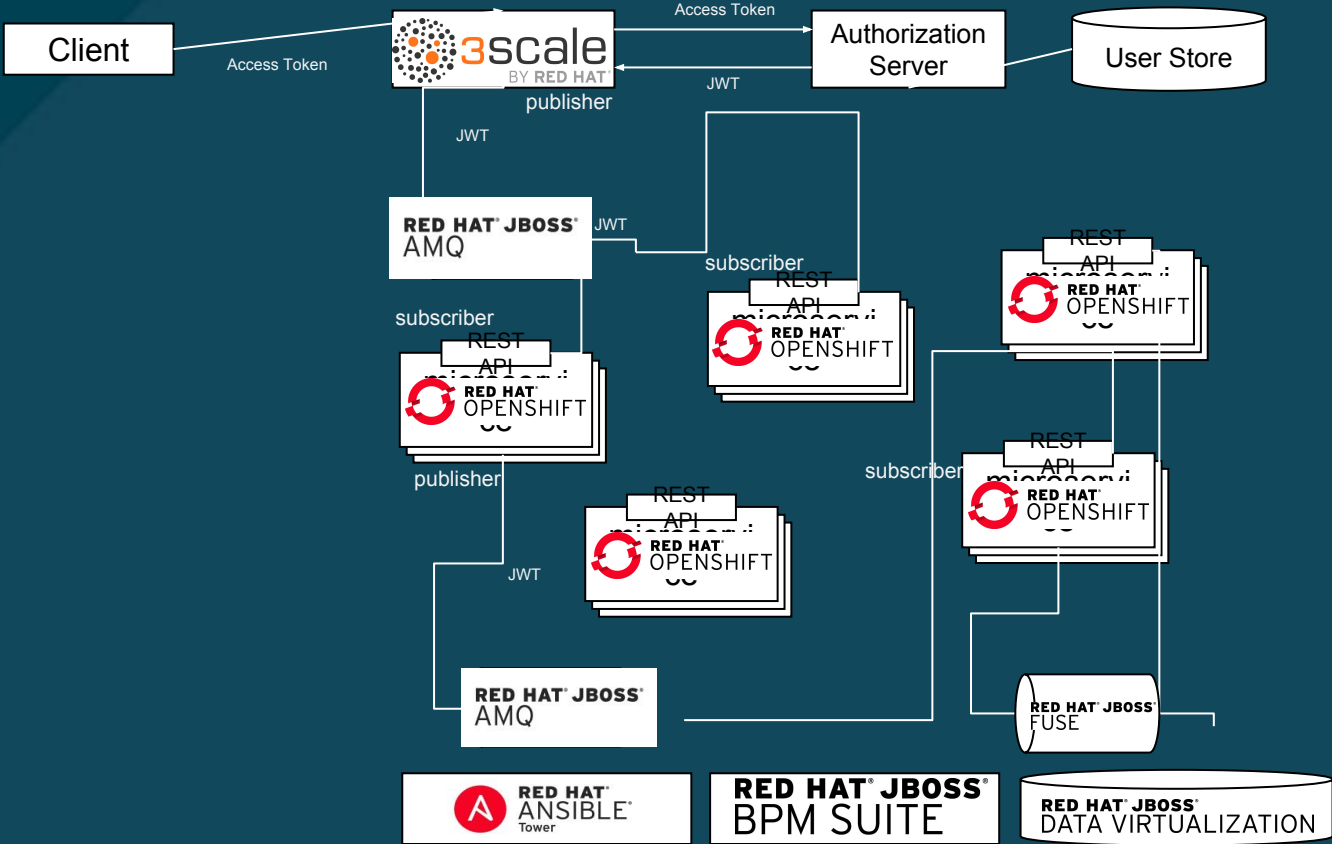 Client
Access Token
3scale
BY RED HAT®
publisher
Access Token
JWT
Authorization
Server
User Store
JWT
RED HAT® JBOSS®
AMQ
JWT
subscriber
REST
API
RED HAT®
OPENSHIFT
subscriber
REST
API
RED HAT®
OPENSHIFT
REST
API
RED HAT®
OPENSHIFT
publisher
JWT
REST
API
RED HAT®
OPENSHIFT
subscriber
REST
API
RED HAT®
OPENSHIFT
RED HAT® JBOSS®
AMQ
RED HAT® JBOSS®
FUSE
RED HAT®
ANSIBLE®
Tower
RED HAT® JBOSS®
BPM SUITE
RED HAT® JBOSS®
DATA VIRTUALIZATION